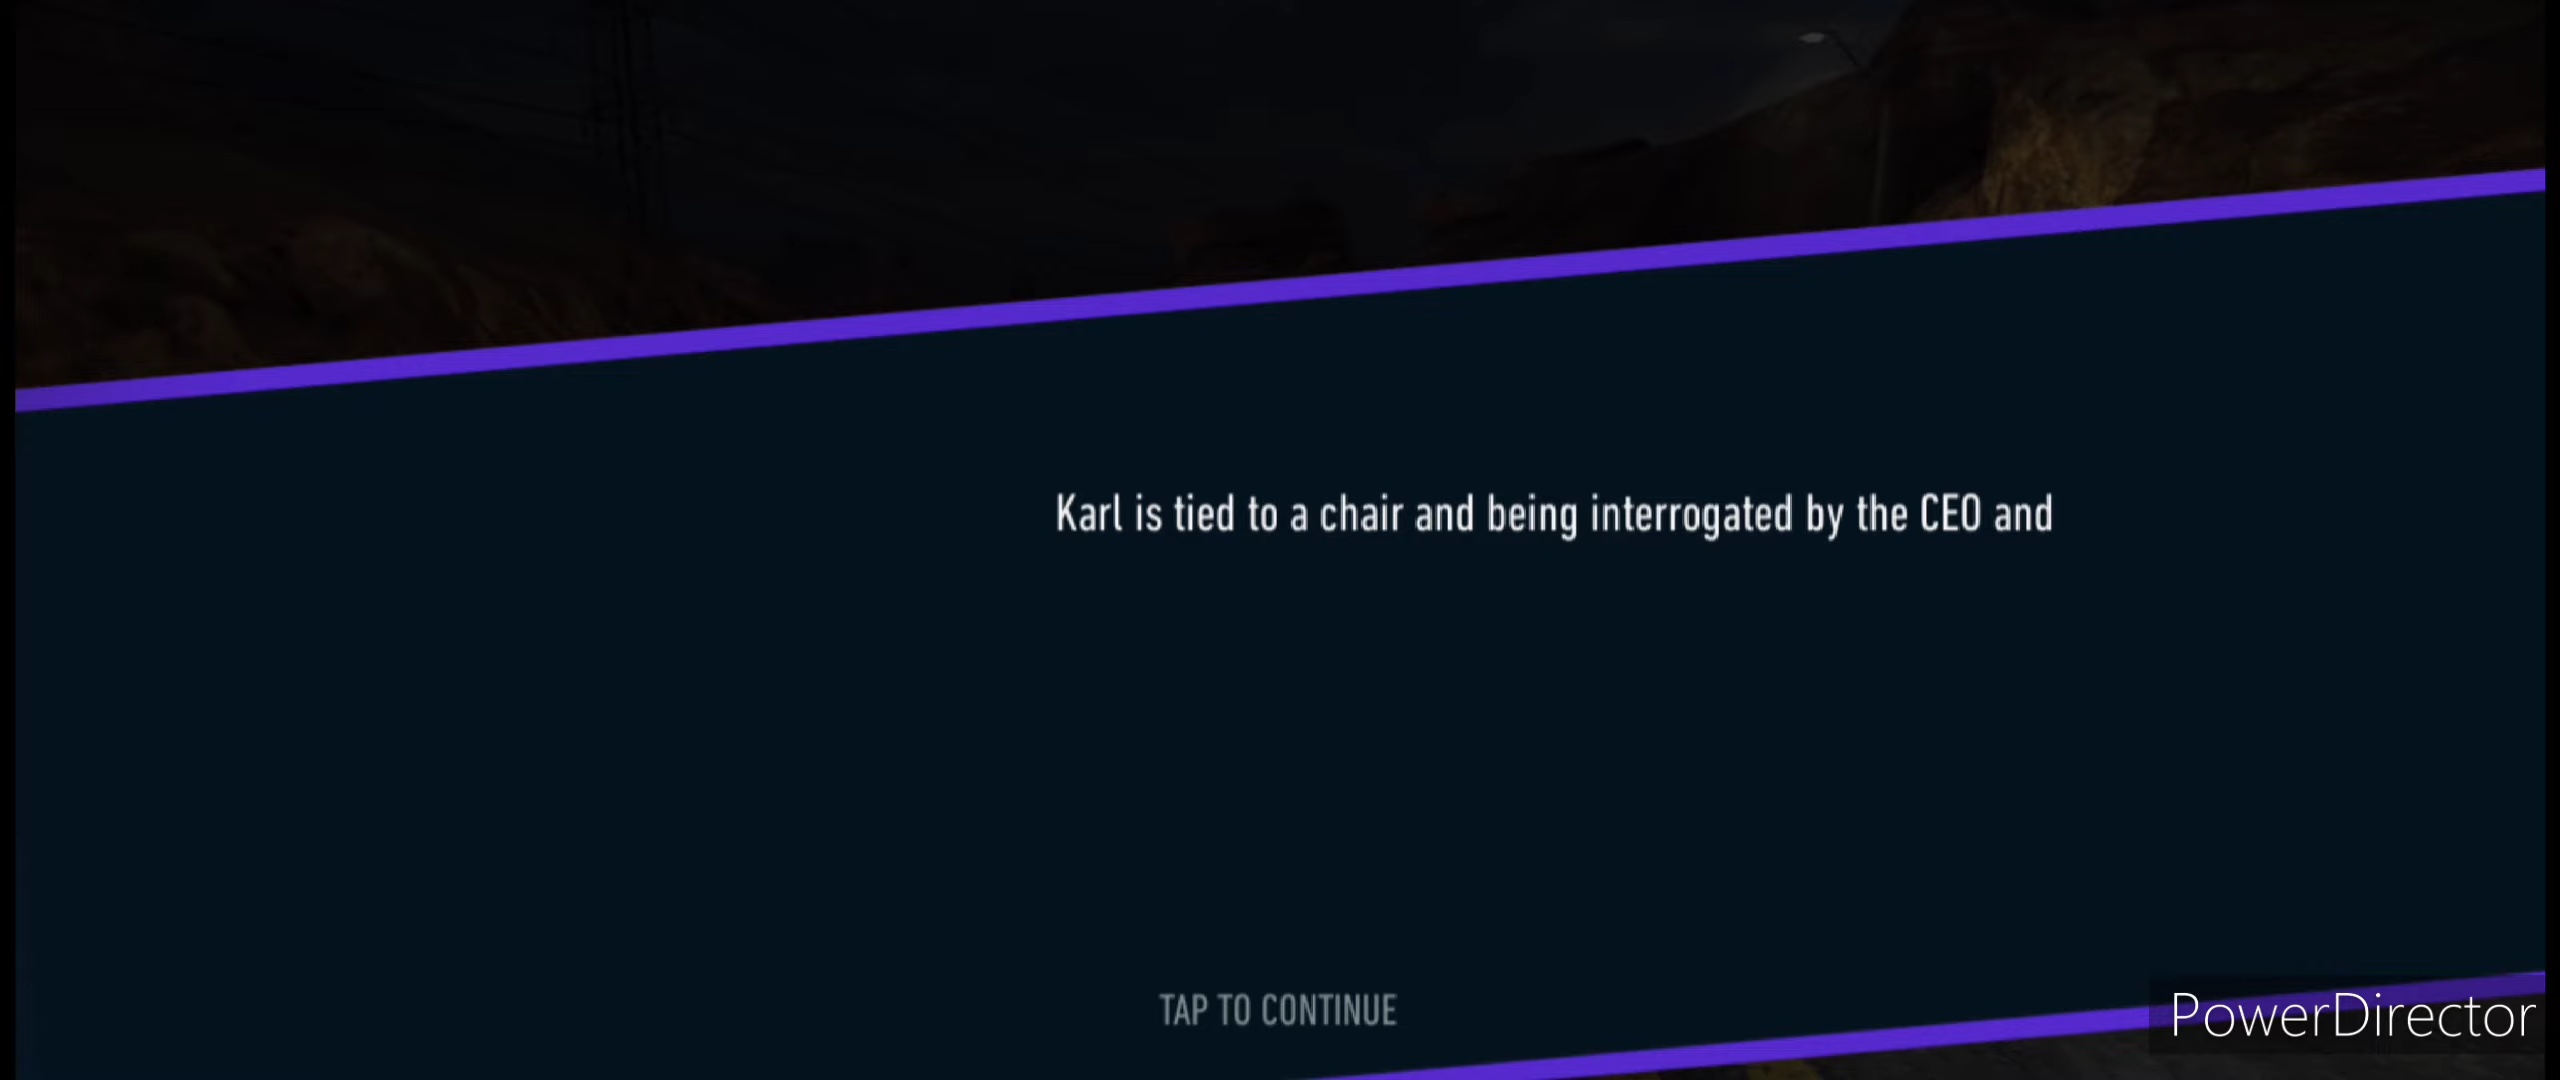 Karl is tied to a chair and being interrogated by the CEO and
TAP TO CONTINUE
PowerDirector